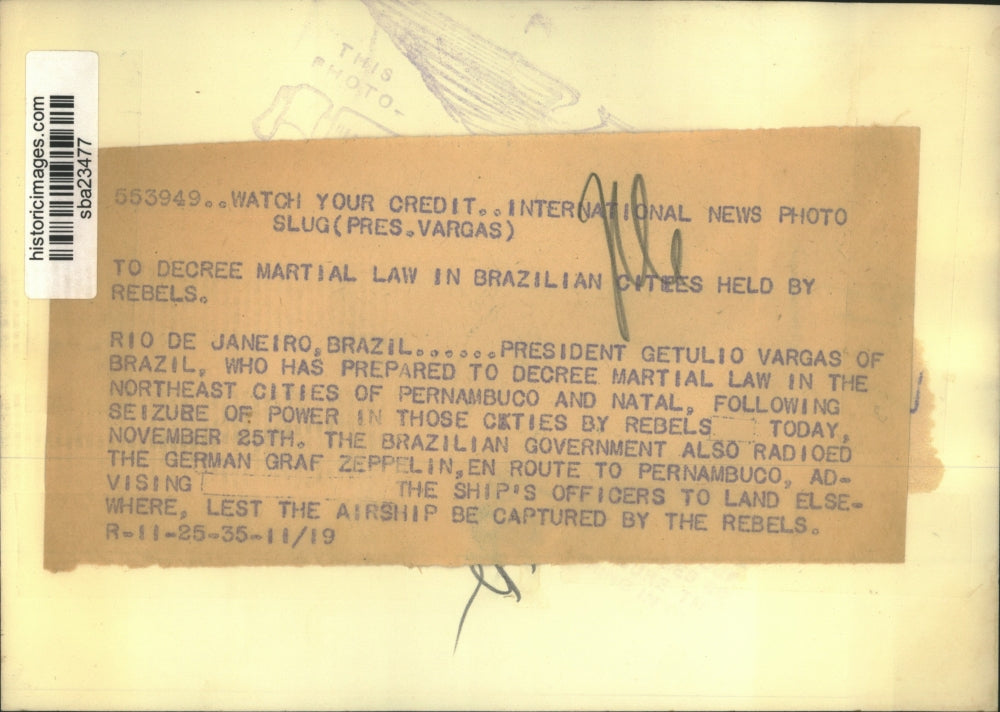 THIS
PHOTO-
historicimages.com
sba23477
553949..WATCH YOUR CREDIT..INTERNATIONAL NEWS PHOTO
SLUG(PRES.VARGAS)
TO DECREE MARTIAL LAW IN BRAZILIAN CITIES HELD BY
REBELS.
RIO DE JANEIRO,BRAZIL......PRESIDENT GETULIO VARGAS OF
BRAZIL, WHO HAS PREPARED TO DECREE MARTIAL LAW IN THE
NORTHEAST CITIES OF PERNAMBUCO AND NATAL, FOLLOWING
SEIZURE OF POWER IN THOSE CITIES BY REBELS TODAY,
NOVEMBER 25TH. THE BRAZILIAN GOVERNMENT ALSO RADIOED
THE GERMAN GRAF ZEPPELIN,EN ROUTE TO PERNAMBUCO, AD-
VISING THE SHIP'S OFFICERS TO LAND ELSE-
WHERE, LEST THE AIRSHIP BE CAPTURED BY THE REBELS.
R-11-25-35-11/19